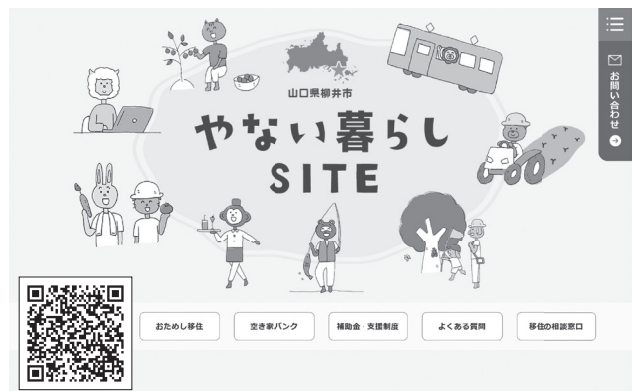 山口県柳井市
やない暮らし
SITE
お問い合わせ
おためし移住
空き家バンク
補助金・支援制度
よくある質問
移住の相談窓口